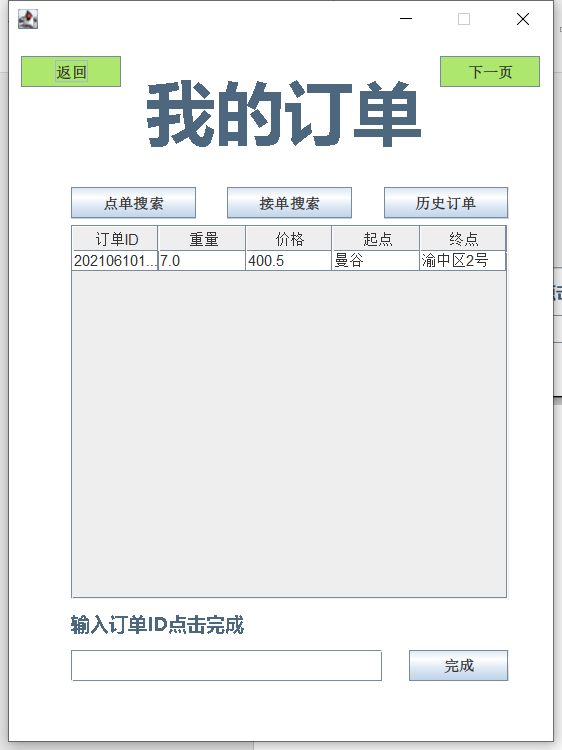 返回
下一页
我的订单
点单搜索 接单搜索 历史订单
订单ID 重量 价格 起点 终点
202106101... 7.0 400.5 曼谷 渝中区2号
输入订单ID点击完成
完成